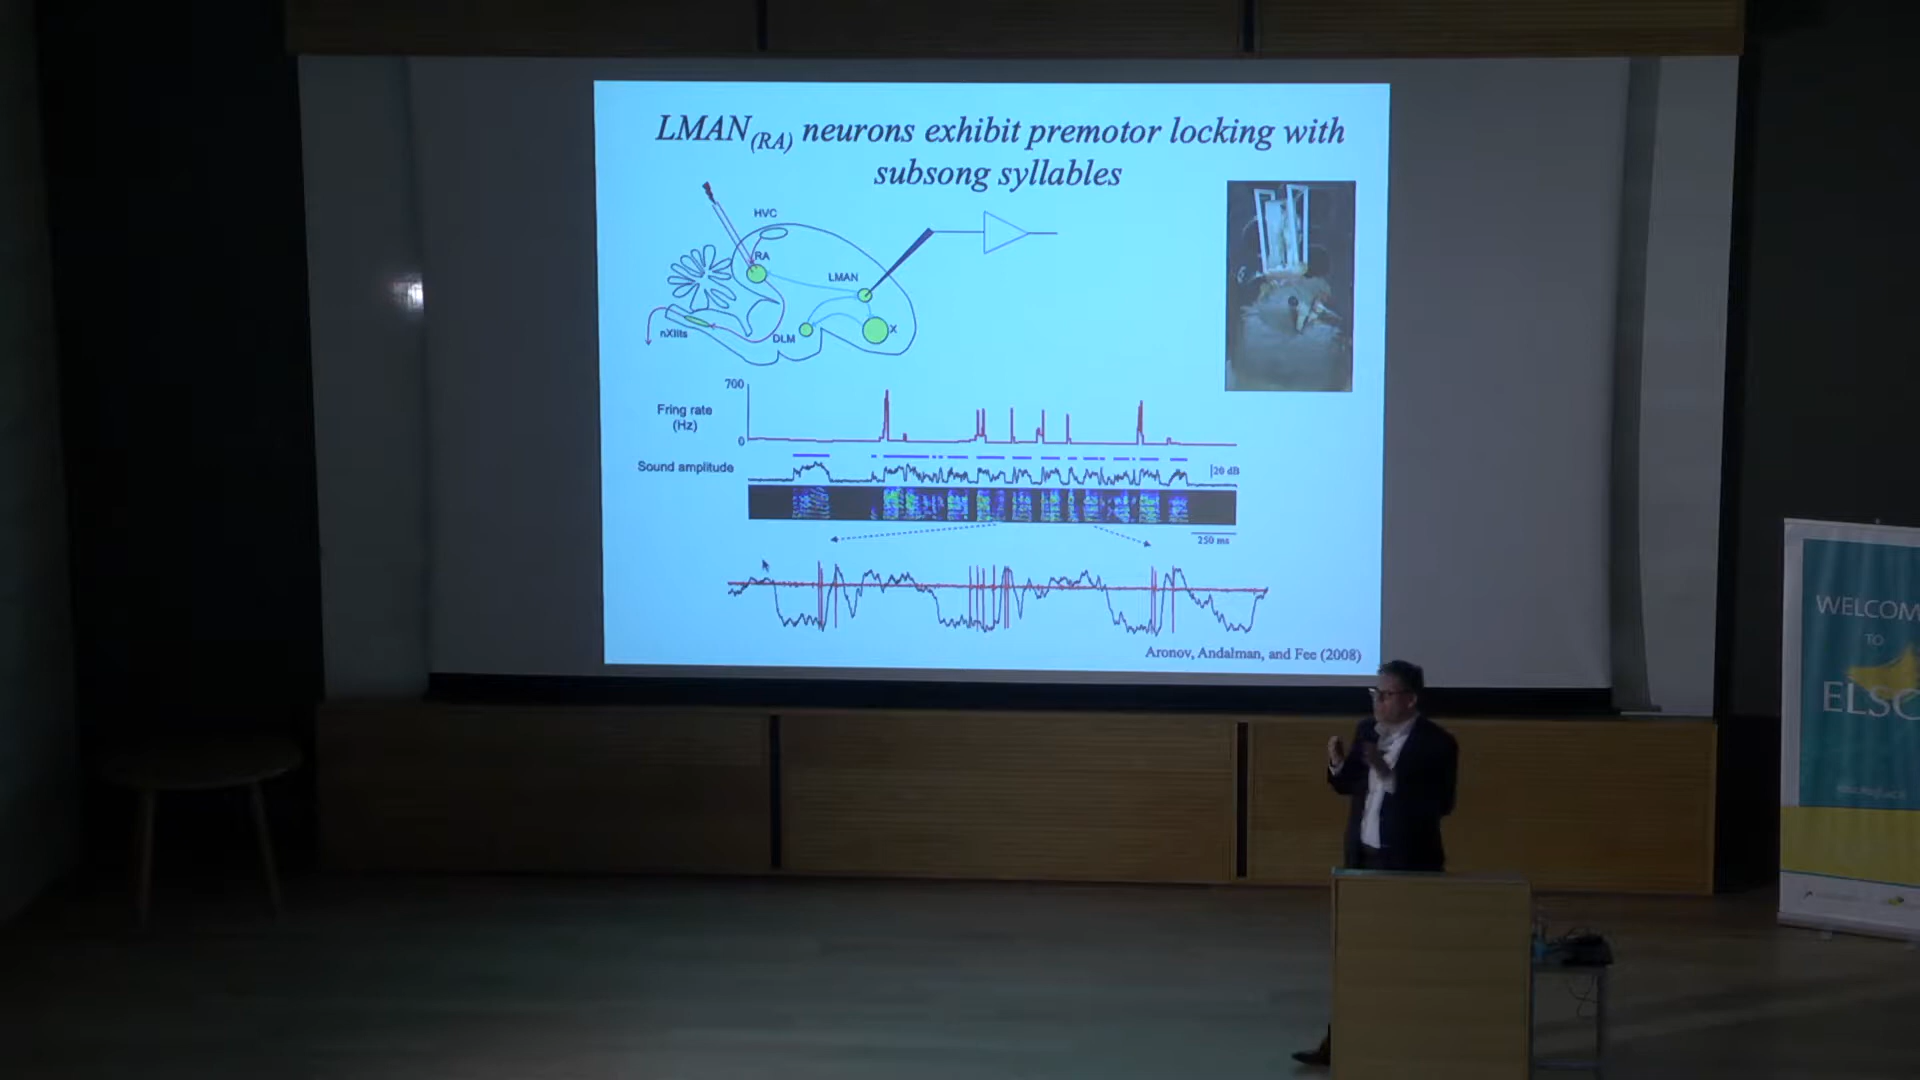 LMAN(RA) neurons exhibit premotor locking with
subsong syllables
HVC
RA
LMAN
nXIIts
DLM
X
700
Fring rate
(Hz)
0
Sound amplitude
20 dB
250 ms
Aronov, Andalman, and Fee (2008)
WELCOM
TO
ELSC